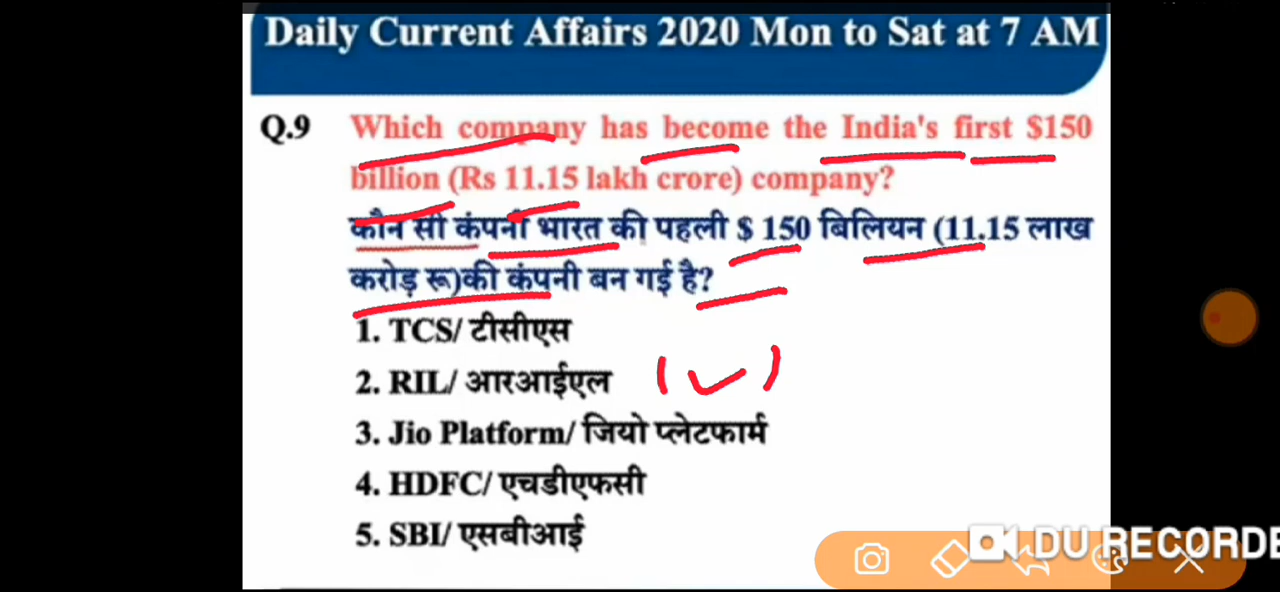 Daily Current Affairs 2020 Mon to Sat at 7 AM
Q.9 Which company has become the India's first $150
billion (Rs 11.15 lakh crore) company?
कौन सी कंपनी भारत की पहली $ 150 बिलियन (11.15 लाख
करोड़ रू)की कंपनी बन गई है?
1. TCS/ टीसीएस
2. RIL/ आरआईएल
3. Jio Platform/ जियो प्लेटफार्म
4. HDFC/ एचडीएफसी
5. SBI/ एसबीआई
DU RECORDE